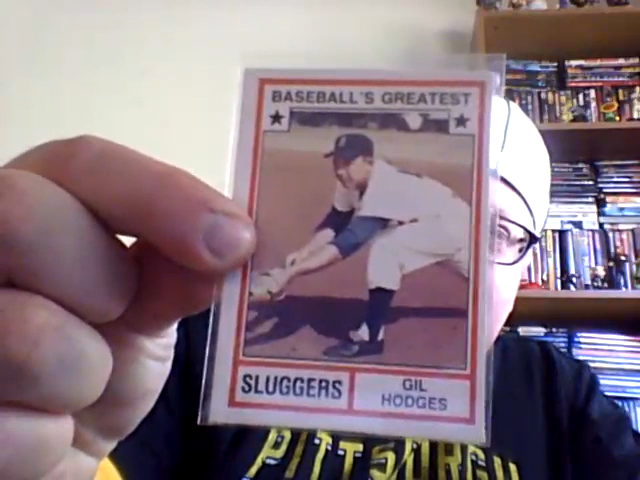 BASEBALL'S GREATEST
SLUGGERS
GIL
HODGES
PITTSBURGH